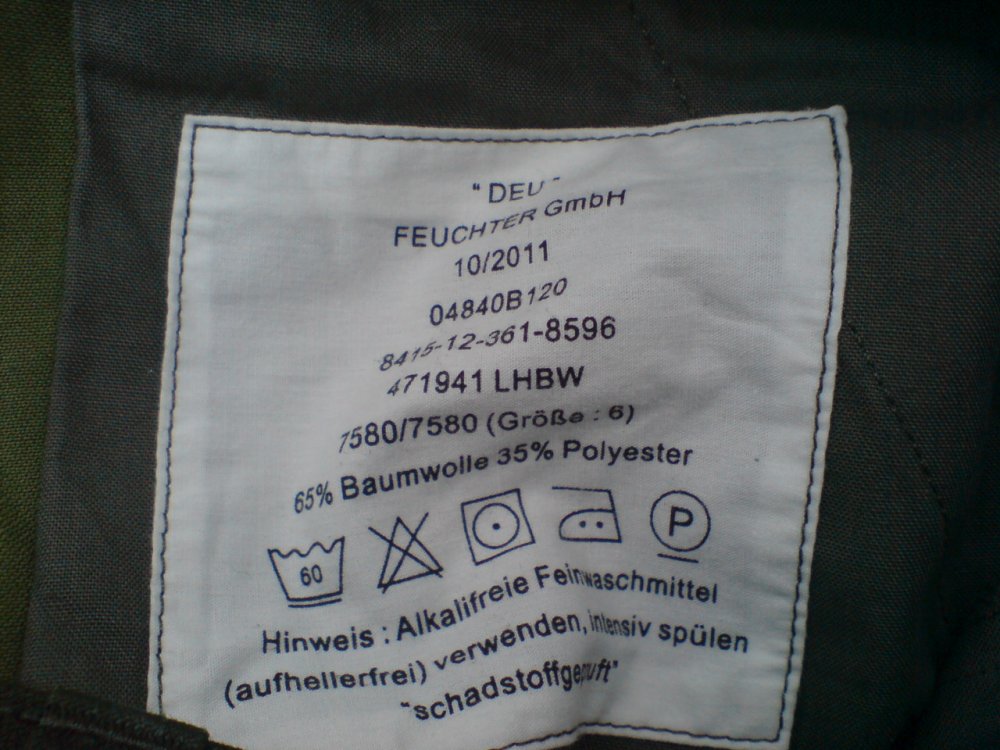 "DEU"
FEUCHTER GmbH
10/2011
04840B120
8415-12-361-8596
471941 LHBW
7580/7580 (Größe : 6)
65% Baumwolle 35% Polyester
60 P
Hinweis : Alkalifreie Feinwaschmittel
(aufhellerfrei) verwenden, intensiv spülen
"schadstoffgeprüft"